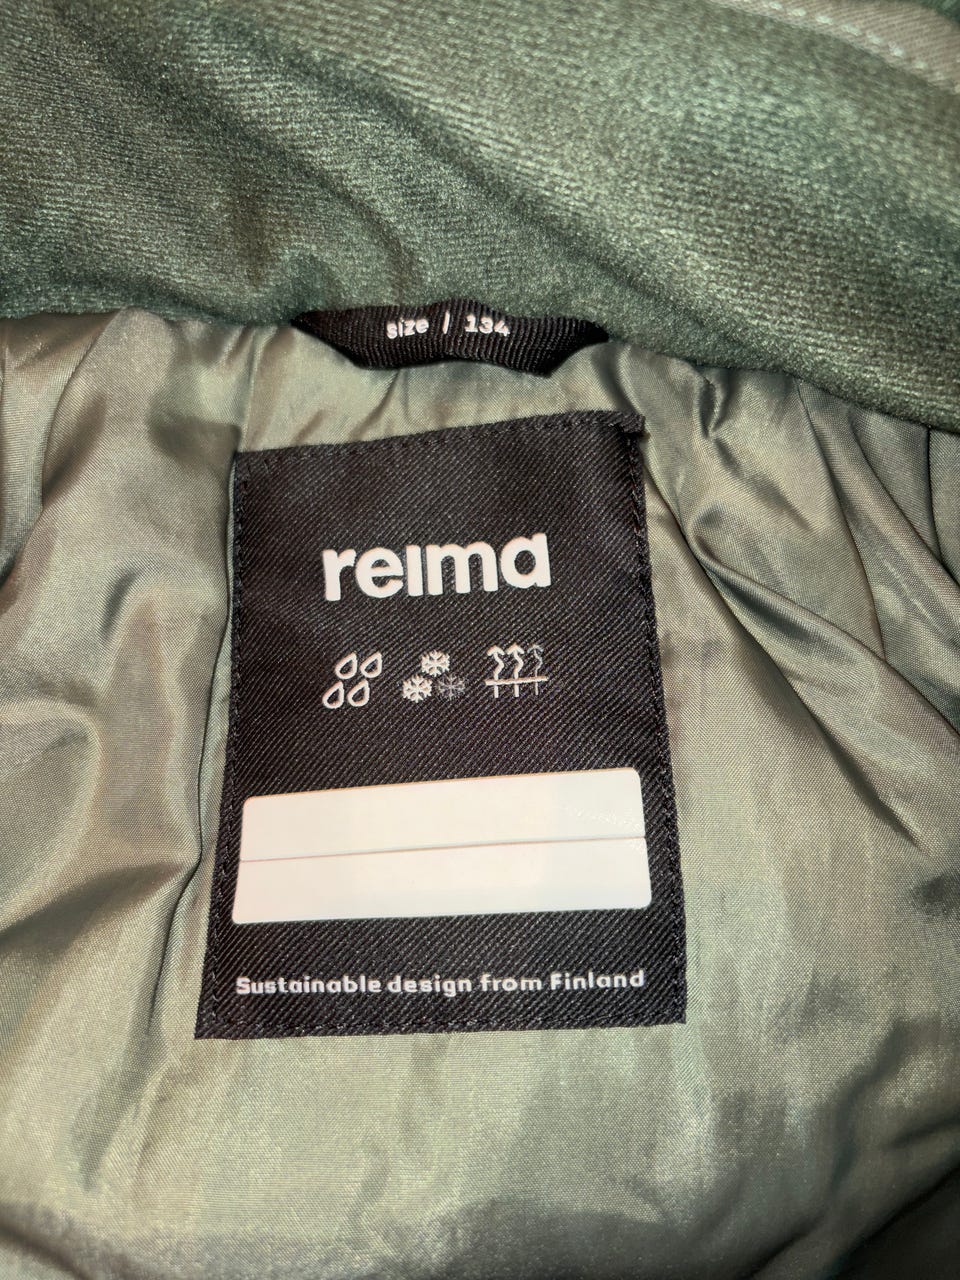 size / 134
reima
Sustainable design from Finland